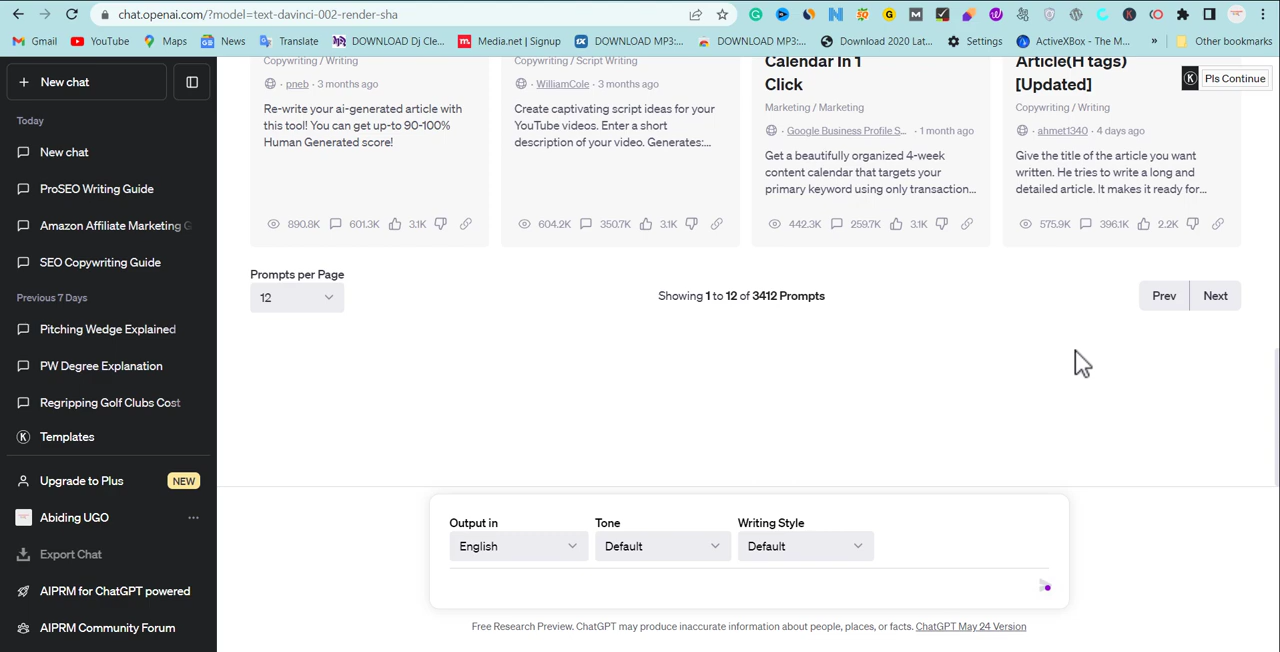 chat.openai.com/?model=text-davinci-002-render-sha
Gmail YouTube Maps News Translate DOWNLOAD Dj Cle... Media.net | Signup DOWNLOAD MP3:... DOWNLOAD MP3:... Download 2020 Lat... Settings ActiveXBox - The M... » Other bookmarks
+ New chat
Today
New chat
ProSEO Writing Guide
Amazon Affiliate Marketing G
SEO Copywriting Guide
Previous 7 Days
Pitching Wedge Explained
PW Degree Explanation
Regripping Golf Clubs Cost
Templates
Upgrade to Plus NEW
Abiding UGO ...
Export Chat
AIPRM for ChatGPT powered
AIPRM Community Forum
Copywriting / Writing
pneb · 3 months ago
Re-write your ai-generated article with
this tool! You can get up-to 90-100%
Human Generated score!
890.8K 601.3K 3.1K
Copywriting / Script Writing
WilliamCole · 3 months ago
Create captivating script ideas for your
YouTube videos. Enter a short
description of your video. Generates:...
604.2K 350.7K 3.1K
Calendar In 1
Click
Marketing / Marketing
Google Business Profile S... · 1 month ago
Get a beautifully organized 4-week
content calendar that targets your
primary keyword using only transaction...
442.3K 259.7K 3.1K
Article(H tags)
[Updated]
Copywriting / Writing
ahmet1340 · 4 days ago
Give the title of the article you want
written. He tries to write a long and
detailed article. It makes it ready for...
575.9K 396.1K 2.2K
K Pls Continue
Prompts per Page
12
Showing 1 to 12 of 3412 Prompts
Prev Next
Output in Tone Writing Style
English Default Default
Free Research Preview. ChatGPT may produce inaccurate information about people, places, or facts. ChatGPT May 24 Version